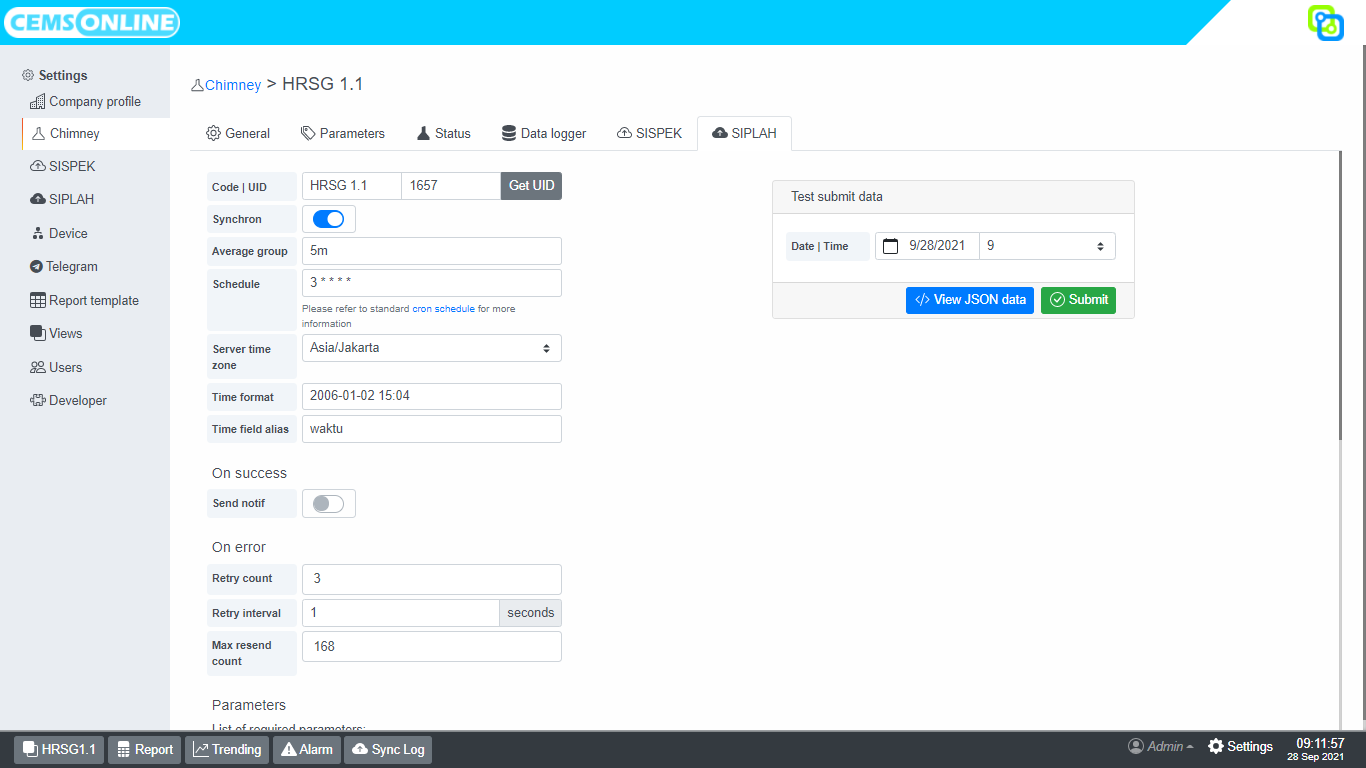 CEMS ONLINE
Settings
Company profile
Chimney
SISPEK
SIPLAH
Device
Telegram
Report template
Views
Users
Developer
Chimney > HRSG 1.1
General Parameters Status Data logger SISPEK SIPLAH
Code | UID HRSG 1.1 1657 Get UID
Synchron
Average group 5m
Schedule 3 * * * *
Please refer to standard cron schedule for more
information
Server time
zone
Asia/Jakarta
Time format 2006-01-02 15:04
Time field alias waktu
On success
Send notif
On error
Retry count 3
Retry interval 1 seconds
Max resend
count
168
Parameters
List of required parameters:
Test submit data
Date | Time 9/28/2021 9
</> View JSON data Submit
HRSG1.1 Report Trending Alarm Sync Log
Admin Settings 09:11:57
28 Sep 2021